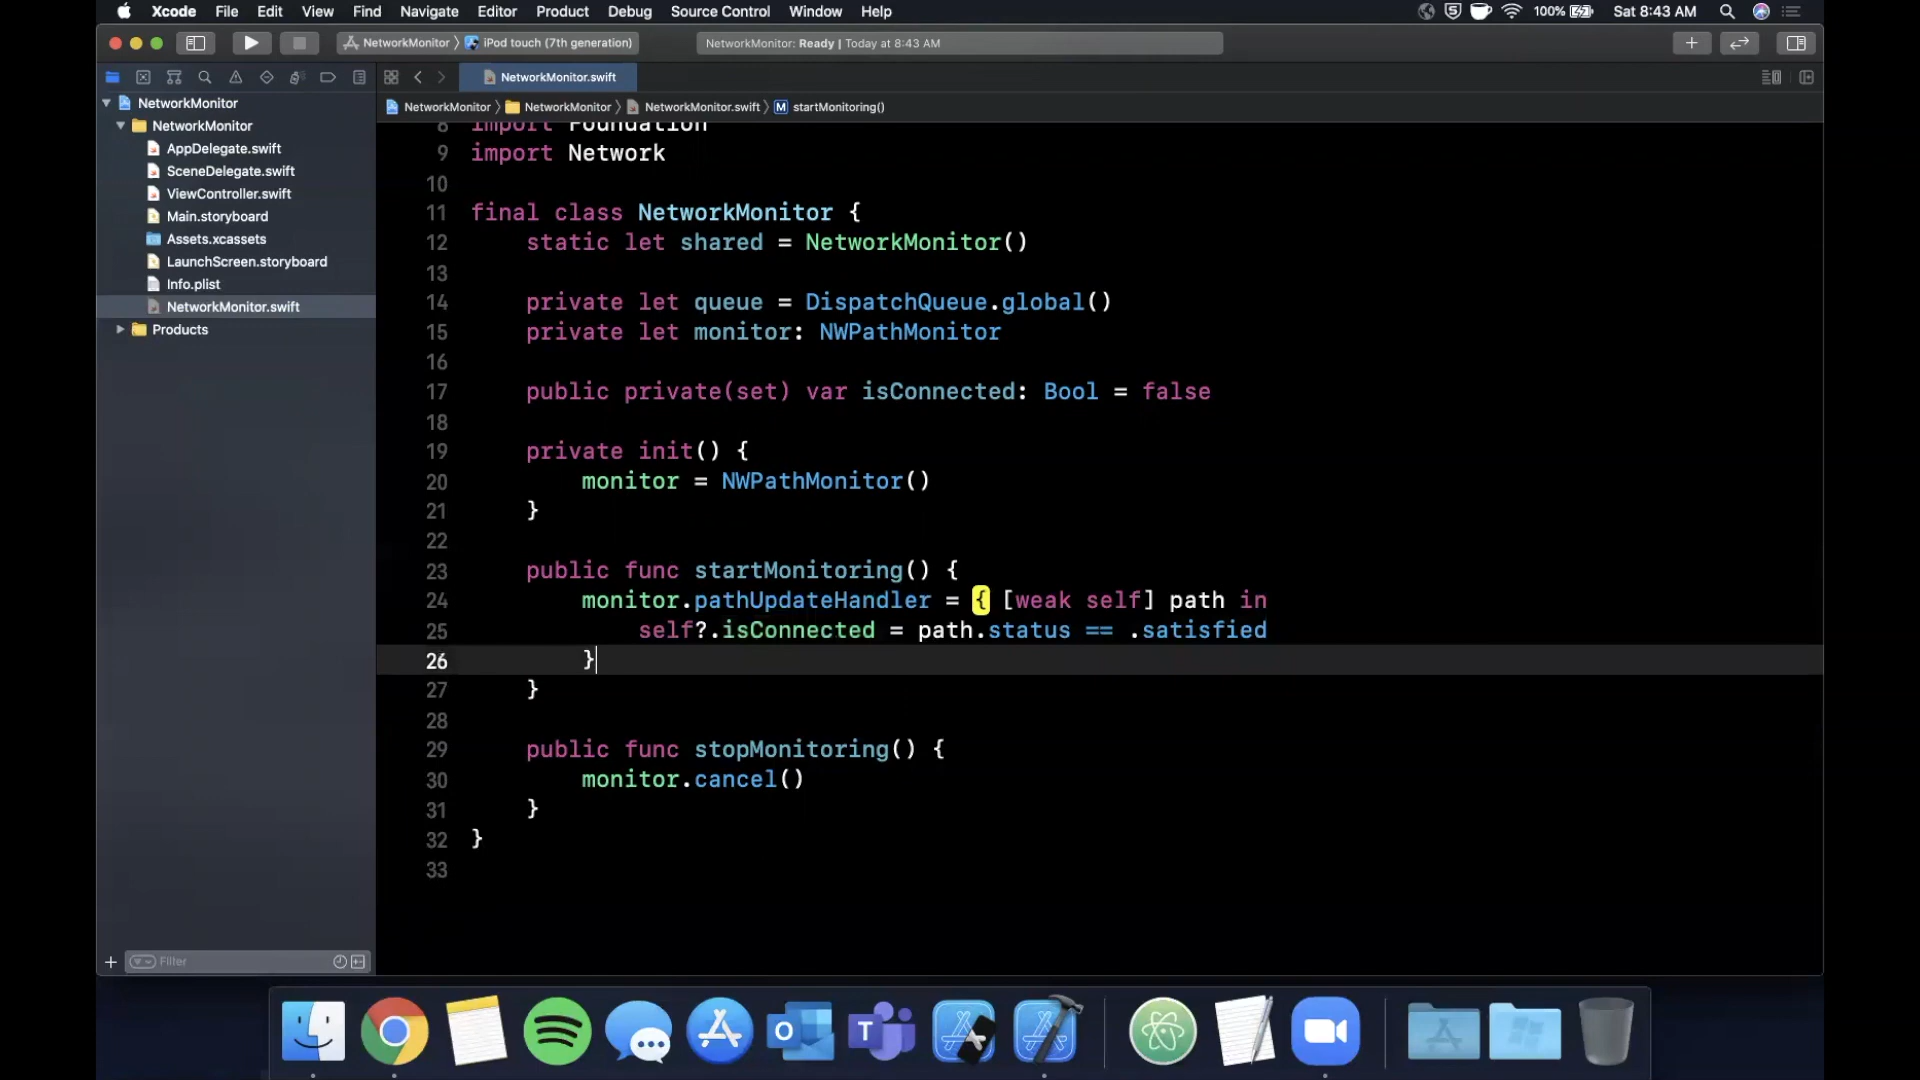 Xcode File Edit View Find Navigate Editor Product Debug Source Control Window Help 100% Sat 8:43 AM
NetworkMonitor 〉 iPod touch (7th generation) NetworkMonitor: Ready | Today at 8:43 AM
NetworkMonitor.swift
NetworkMonitor 〉 NetworkMonitor 〉 NetworkMonitor.swift 〉 M startMonitoring()
NetworkMonitor
NetworkMonitor
AppDelegate.swift
SceneDelegate.swift
ViewController.swift
Main.storyboard
Assets.xcassets
LaunchScreen.storyboard
Info.plist
NetworkMonitor.swift
Products
Filter
8 import Foundation
9 import Network
10
11 final class NetworkMonitor {
12 static let shared = NetworkMonitor()
13
14 private let queue = DispatchQueue.global()
15 private let monitor: NWPathMonitor
16
17 public private(set) var isConnected: Bool = false
18
19 private init() {
20 monitor = NWPathMonitor()
21 }
22
23 public func startMonitoring() {
24 monitor.pathUpdateHandler = { [weak self] path in
25 self?.isConnected = path.status == .satisfied
26 }
27 }
28
29 public func stopMonitoring() {
30 monitor.cancel()
31 }
32 }
33